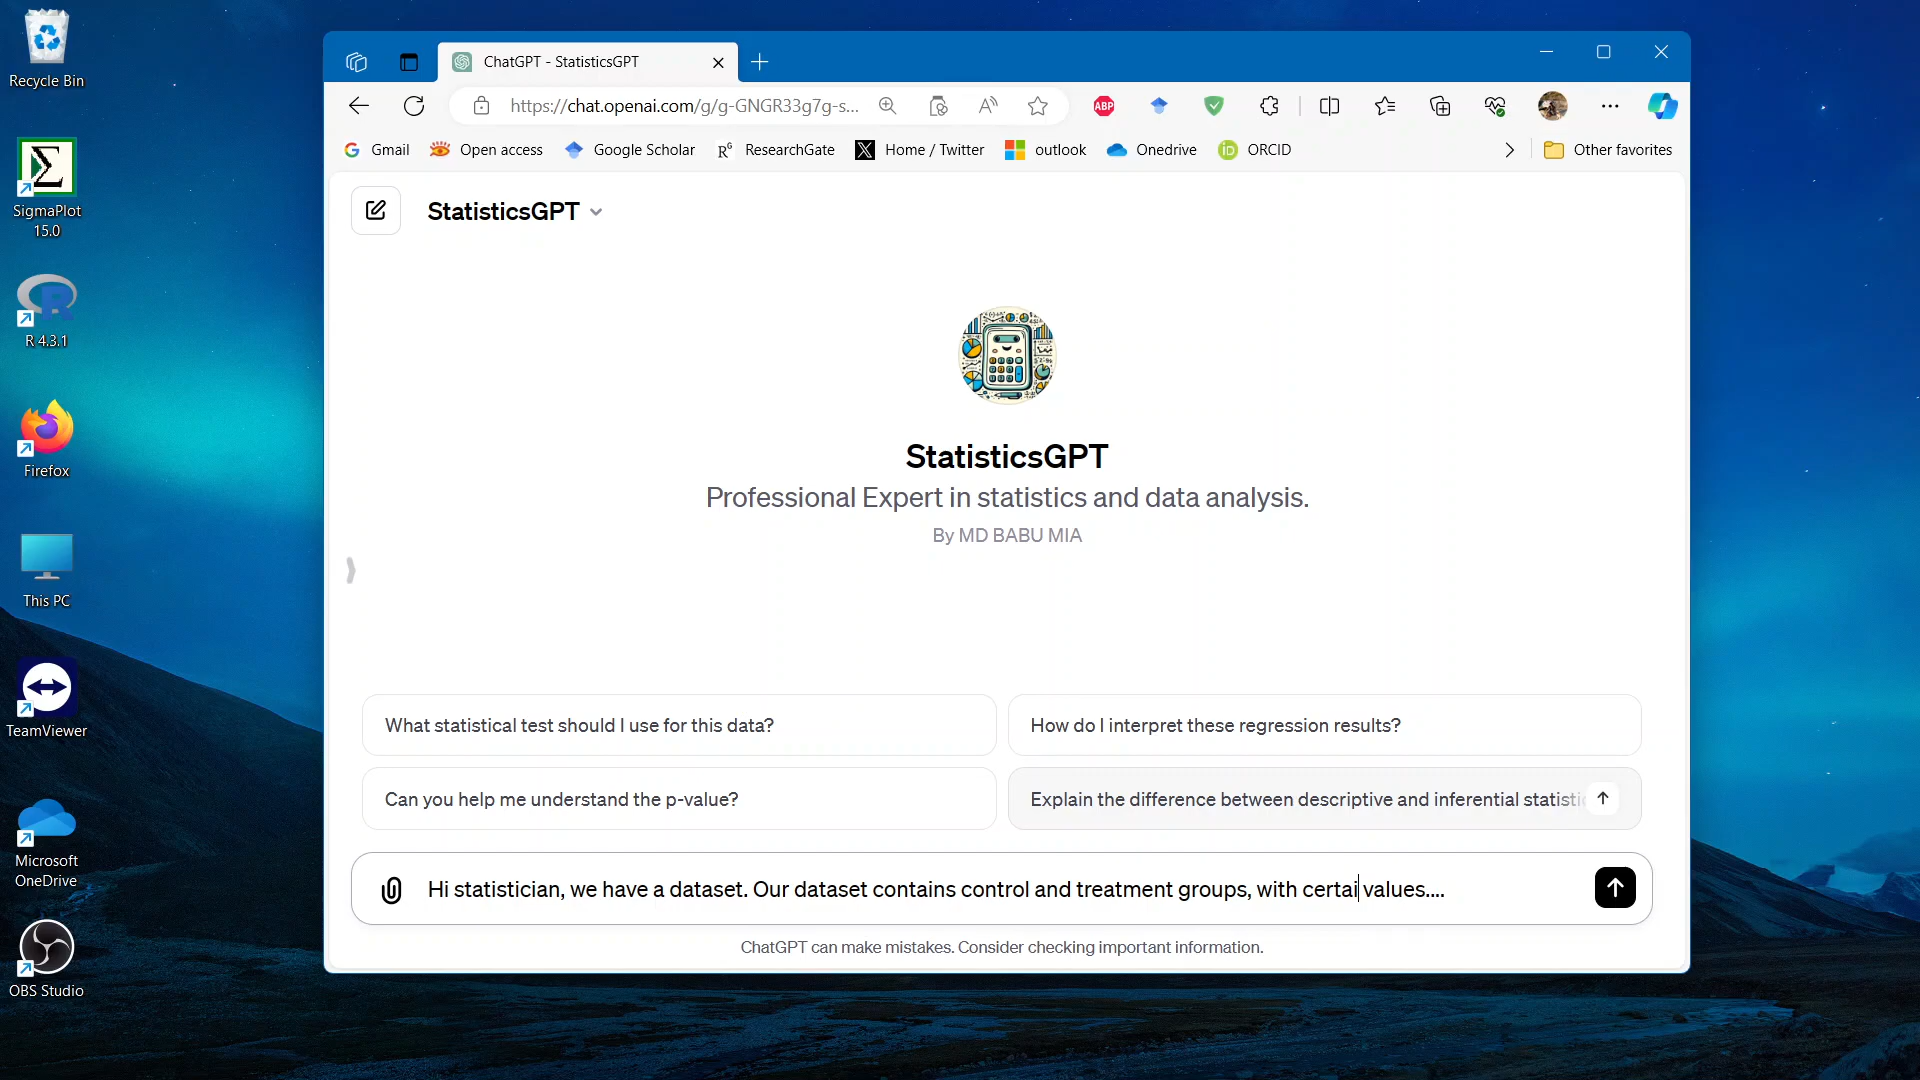 Recycle Bin
SigmaPlot
15.0
R 4.3.1
Firefox
This PC
TeamViewer
Microsoft
OneDrive
OBS Studio
ChatGPT - StatisticsGPT
https://chat.openai.com/g/g-GNGR33g7g-s...
ABP
Gmail
Open access
Google Scholar
ResearchGate
Home / Twitter
outlook
Onedrive
ORCID
Other favorites
StatisticsGPT
StatisticsGPT
Professional Expert in statistics and data analysis.
By MD BABU MIA
What statistical test should I use for this data?
How do I interpret these regression results?
Can you help me understand the p-value?
Explain the difference between descriptive and inferential statistic
Hi statistician, we have a dataset. Our dataset contains control and treatment groups, with certai values....
ChatGPT can make mistakes. Consider checking important information.